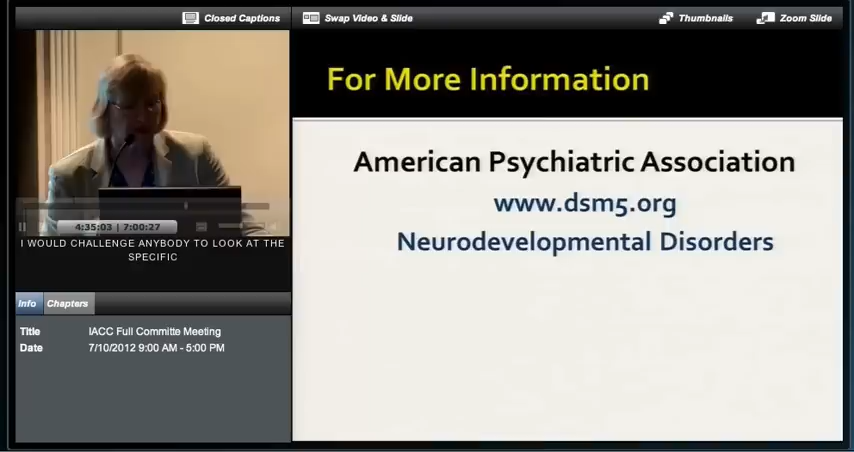 Closed Captions
Swap Video & Slide
Thumbnails
Zoom Slide
4:35:03 | 7:00:27
I WOULD CHALLENGE ANYBODY TO LOOK AT THE
SPECIFIC
Info
Chapters
Title IACC Full Committe Meeting
Date 7/10/2012 9:00 AM - 5:00 PM
For More Information
American Psychiatric Association
www.dsm5.org
Neurodevelopmental Disorders